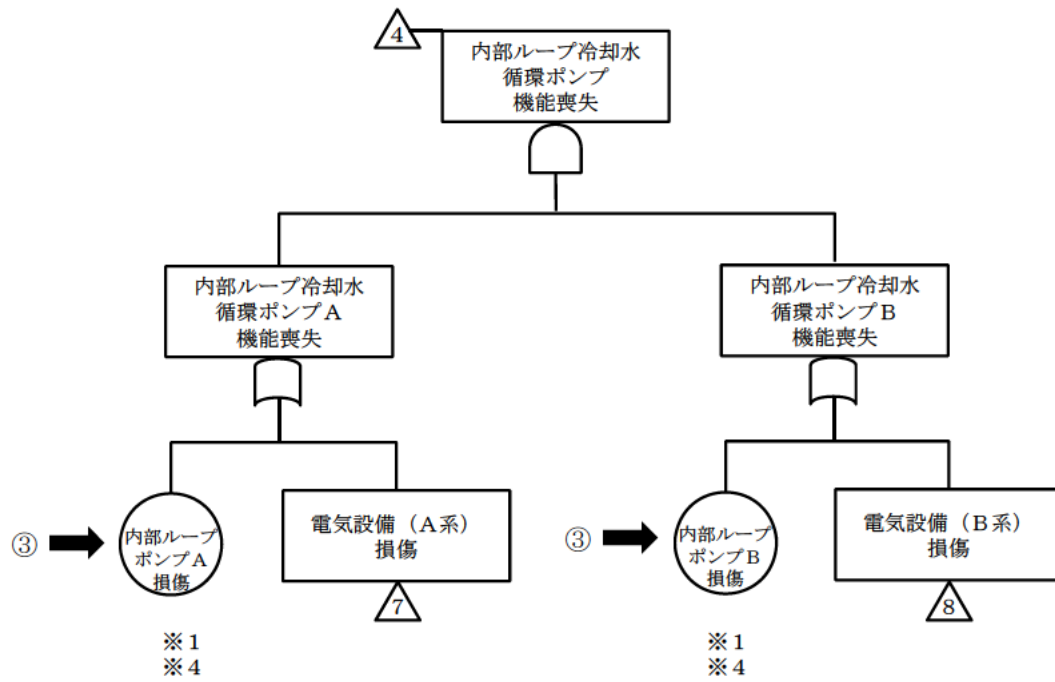 4
内部ループ冷却水
循環ポンプ
機能喪失
内部ループ冷却水
循環ポンプA
機能喪失
内部ループ冷却水
循環ポンプB
機能喪失
③
内部ループ
ポンプA
損傷
※1
※4
電気設備（A系）
損傷
7
③
内部ループ
ポンプB
損傷
※1
※4
電気設備（B系）
損傷
8